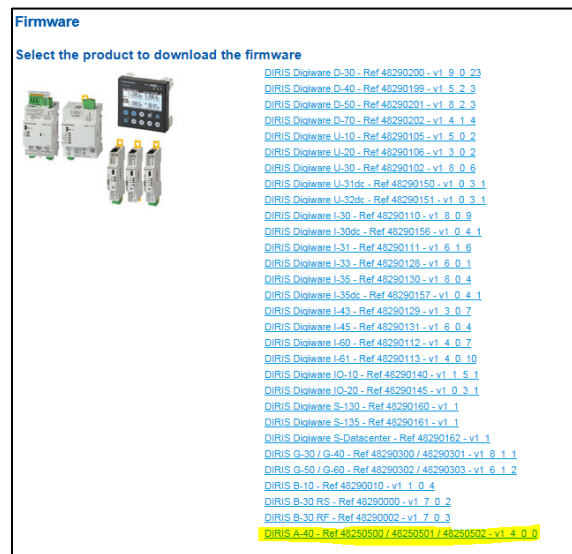 Firmware
Select the product to download the firmware
DIRIS Digiware D-30 - Ref 48290200 - v1_9_0_23
DIRIS Digiware D-40 - Ref 48290199 - v1_5_2_3
DIRIS Digiware D-50 - Ref 48290201 - v1_8_2_3
DIRIS Digiware D-70 - Ref 48290202 - v1_4_1_4
DIRIS Digiware U-10 - Ref 48290105 - v1_5_0_2
DIRIS Digiware U-20 - Ref 48290106 - v1_3_0_2
DIRIS Digiware U-30 - Ref 48290102 - v1_8_0_6
DIRIS Digiware U-31dc - Ref 48290150 - v1_0_3_1
DIRIS Digiware U-32dc - Ref 48290151 - v1_0_3_1
DIRIS Digiware I-30 - Ref 48290110 - v1_8_0_9
DIRIS Digiware I-30dc - Ref 48290156 - v1_0_4_1
DIRIS Digiware I-31 - Ref 48290111 - v1_6_1_6
DIRIS Digiware I-33 - Ref 48290128 - v1_6_0_1
DIRIS Digiware I-35 - Ref 48290130 - v1_8_0_4
DIRIS Digiware I-35dc - Ref 48290157 - v1_0_4_1
DIRIS Digiware I-43 - Ref 48290129 - v1_3_0_7
DIRIS Digiware I-45 - Ref 48290131 - v1_6_0_4
DIRIS Digiware I-60 - Ref 48290112 - v1_4_0_7
DIRIS Digiware I-61 - Ref 48290113 - v1_4_0_10
DIRIS Digiware IO-10 - Ref 48290140 - v1_1_5_1
DIRIS Digiware IO-20 - Ref 48290145 - v1_0_3_1
DIRIS Digiware S-130 - Ref 48290160 - v1_1
DIRIS Digiware S-135 - Ref 48290161 - v1_1
DIRIS Digiware S-Datacenter - Ref 48290162 - v1_1
DIRIS G-30 / G-40 - Ref 48290300 / 48290301 - v1_8_1_1
DIRIS G-50 / G-60 - Ref 48290302 / 48290303 - v1_6_1_2
DIRIS B-10 - Ref 48290010 - v1_1_0_4
DIRIS B-30 RS - Ref 48290000 - v1_7_0_2
DIRIS B-30 RF - Ref 48290002 - v1_7_0_3
DIRIS A-40 - Ref 48250500 / 48250501 / 48250502 - v1_4_0_0